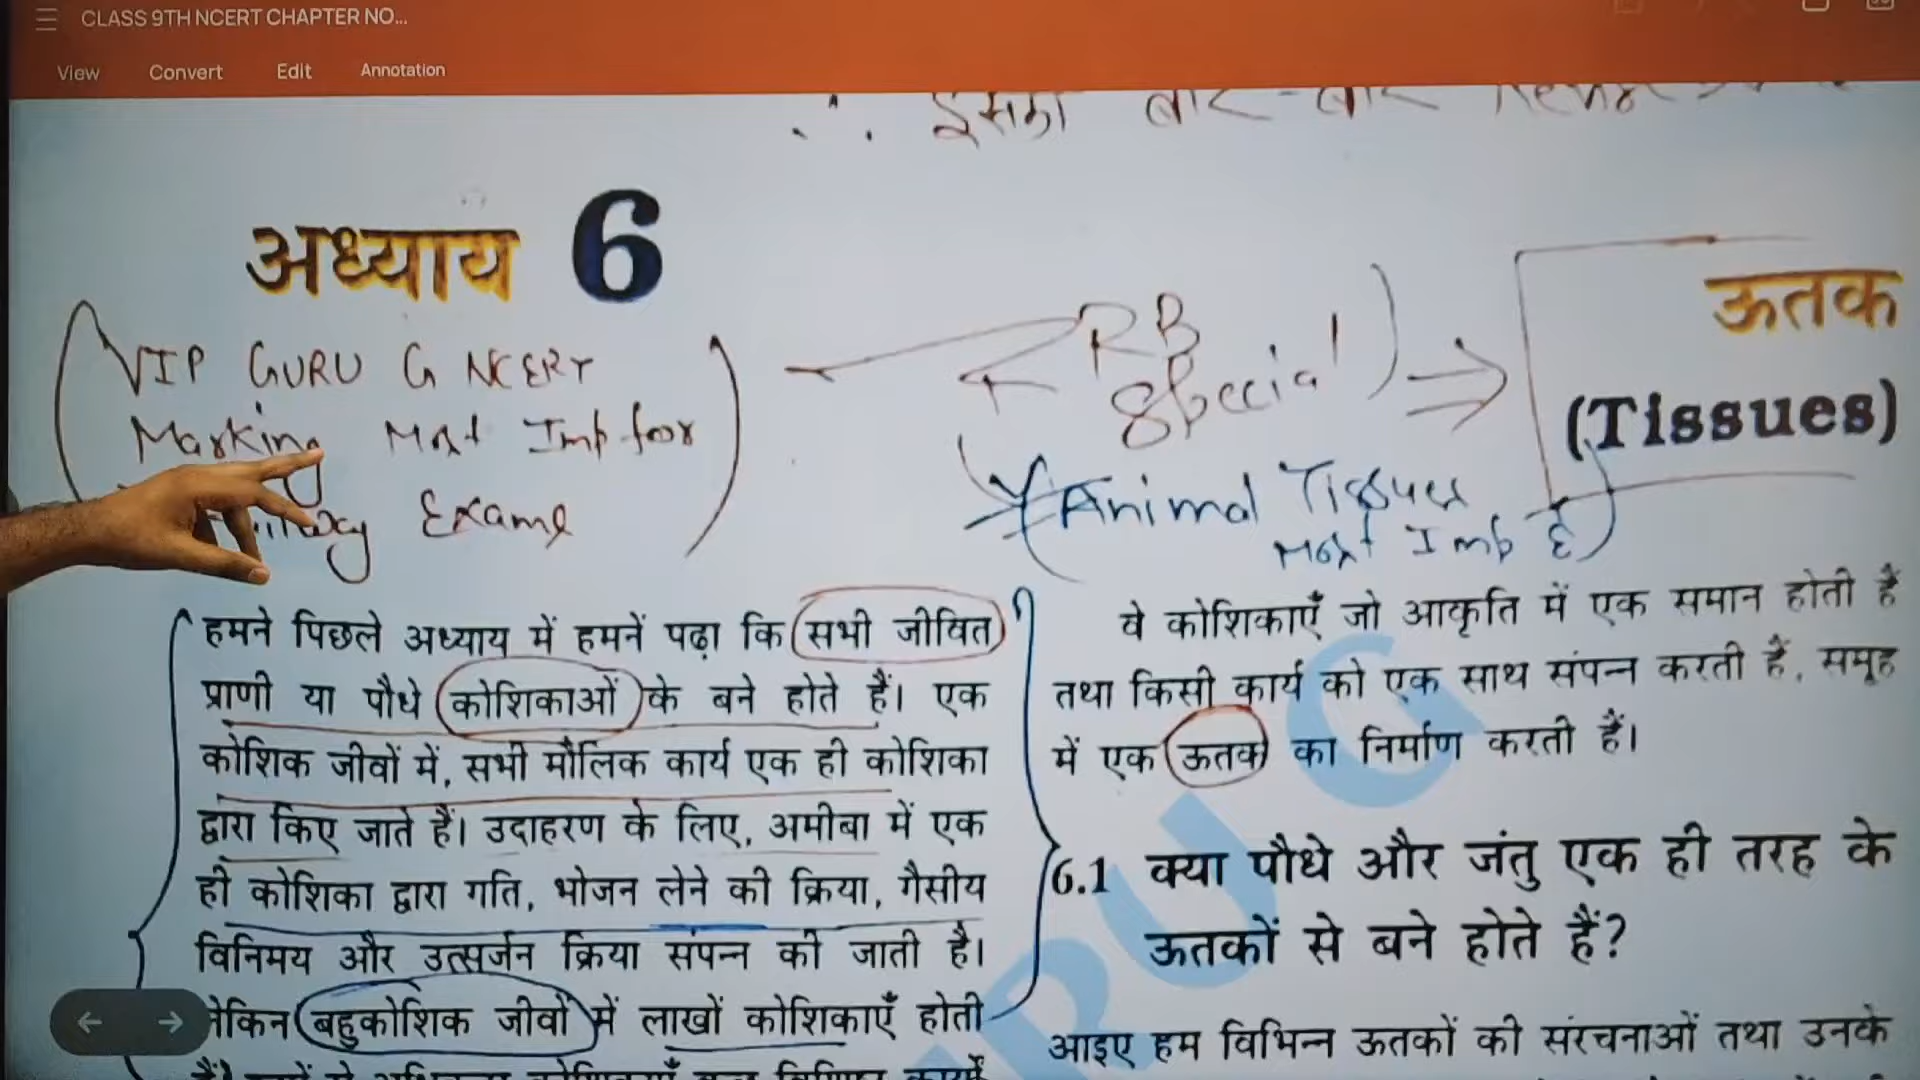 CLASS 9TH NCERT CHAPTER NO...
View Convert Edit Annotation
∴ इसका बार-बार
अध्याय 6
VIP GURU G NCERT
Marking Most Imp for
Exams
RRB
Special
ऊतक
(Tissues)
Animal Tissues
Most Imp है
हमने पिछले अध्याय में हमनें पढ़ा कि सभी जीवित
प्राणी या पौधे कोशिकाओं के बने होते हैं। एक
कोशिक जीवों में, सभी मौलिक कार्य एक ही कोशिका
द्वारा किए जाते हैं। उदाहरण के लिए, अमीबा में एक
ही कोशिका द्वारा गति, भोजन लेने की क्रिया, गैसीय
विनिमय और उत्सर्जन क्रिया संपन्न की जाती है।
लेकिन बहुकोशिक जीवों में लाखों कोशिकाएँ होती
वे कोशिकाएँ जो आकृति में एक समान होती हैं
तथा किसी कार्य को एक साथ संपन्न करती हैं, समूह
में एक ऊतक का निर्माण करती हैं।
6.1 क्या पौधे और जंतु एक ही तरह के
ऊतकों से बने होते हैं?
आइए हम विभिन्न ऊतकों की संरचनाओं तथा उनके